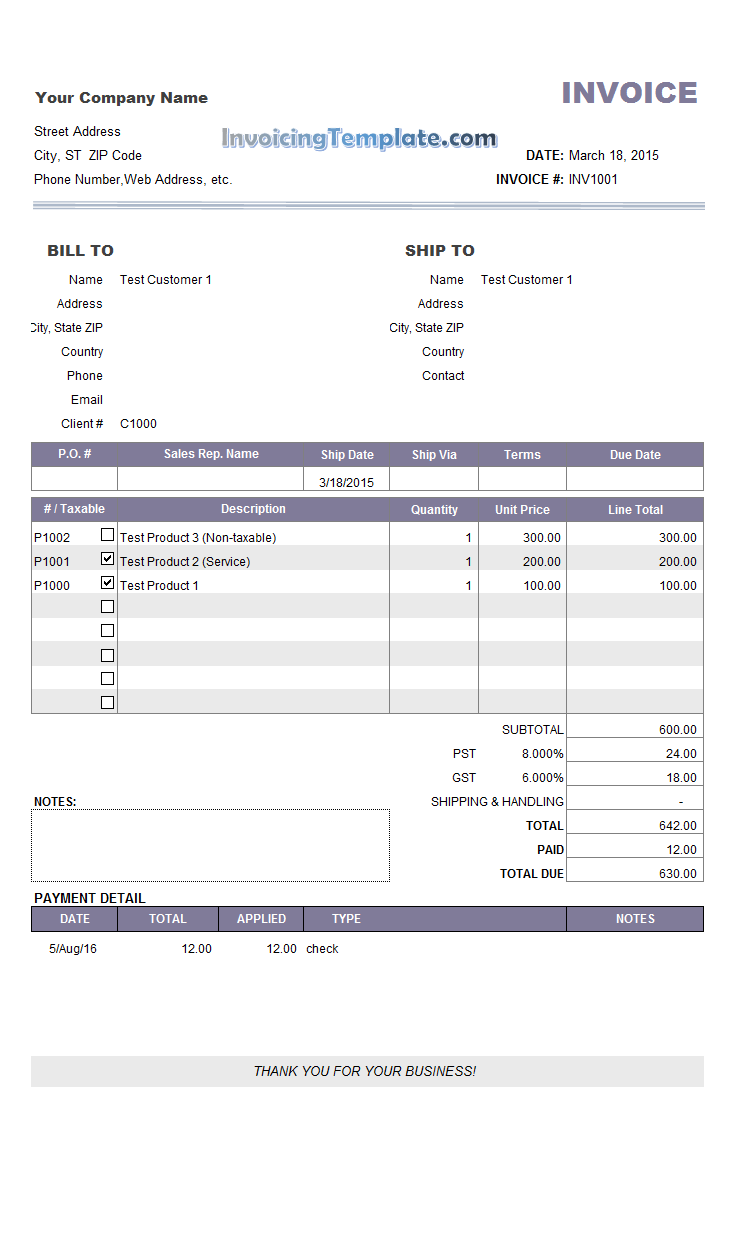 INVOICE
Your Company Name
Street Address
InvoicingTemplate.com
City, ST  ZIP Code
DATE: March 18, 2015
Phone Number,Web Address, etc.
INVOICE #: INV1001
BILL TO
SHIP TO
Name Test Customer 1
Name Test Customer 1
Address
Address
City, State ZIP
City, State ZIP
Country
Country
Phone
Contact
Email
Client # C1000
P.O. # Sales Rep. Name Ship Date Ship Via Terms Due Date
3/18/2015
# / Taxable Description Quantity Unit Price Line Total
P1002 Test Product 3 (Non-taxable) 1 300.00 300.00
P1001 Test Product 2 (Service) 1 200.00 200.00
P1000 Test Product 1 1 100.00 100.00
SUBTOTAL 600.00
PST 8.000% 24.00
GST 6.000% 18.00
NOTES:
SHIPPING & HANDLING -
TOTAL 642.00
PAID 12.00
TOTAL DUE 630.00
PAYMENT DETAIL
DATE TOTAL APPLIED TYPE NOTES
5/Aug/16 12.00 12.00 check
THANK YOU FOR YOUR BUSINESS!